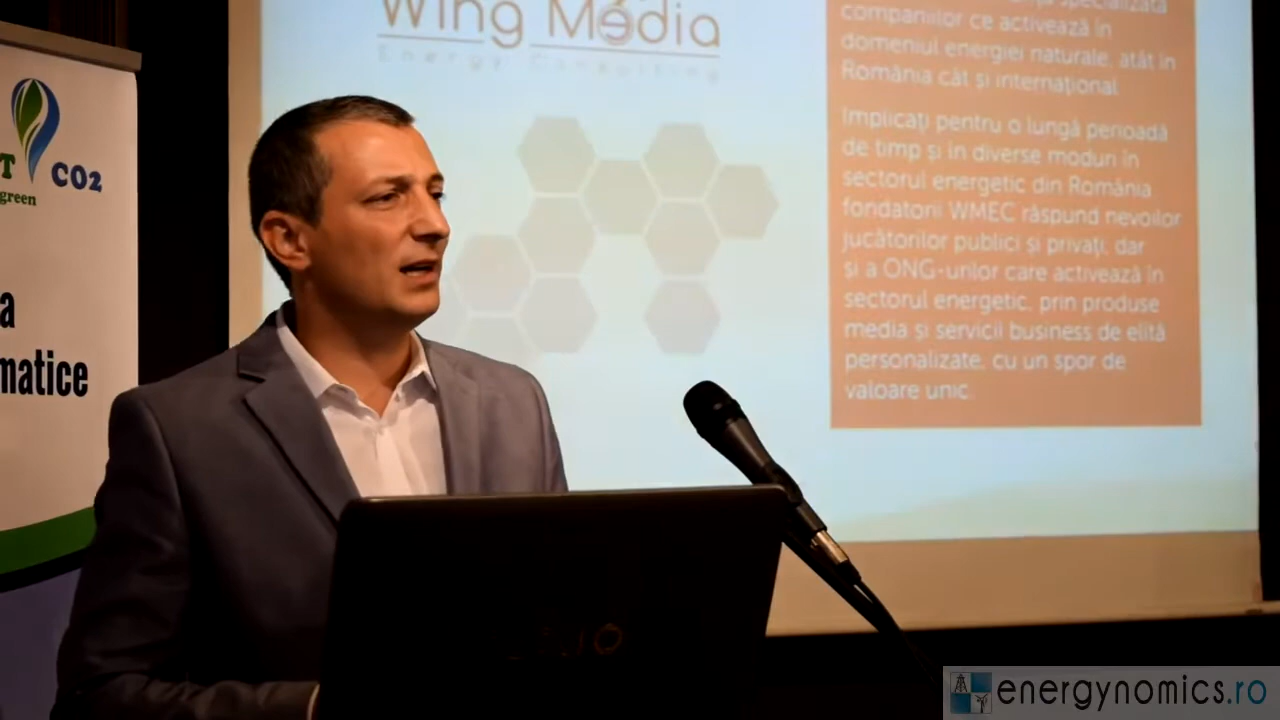 T
CO2
green
a
matice
Wing Media
Energy Consulting
specializată
companiilor ce activează în
domeniul energiei naturale, atât în
România cât și internațional.
Implicați pentru o lungă perioadă
de timp și în diverse moduri în
sectorul energetic din România
fondatorii WMEC răspund nevoilor
jucătorilor publici și privați, dar
și a ONG-urilor care activează în
sectorul energetic, prin produse
media și servicii business de elită
personalizate, cu un spor de
valoare unic.
energynomics.ro